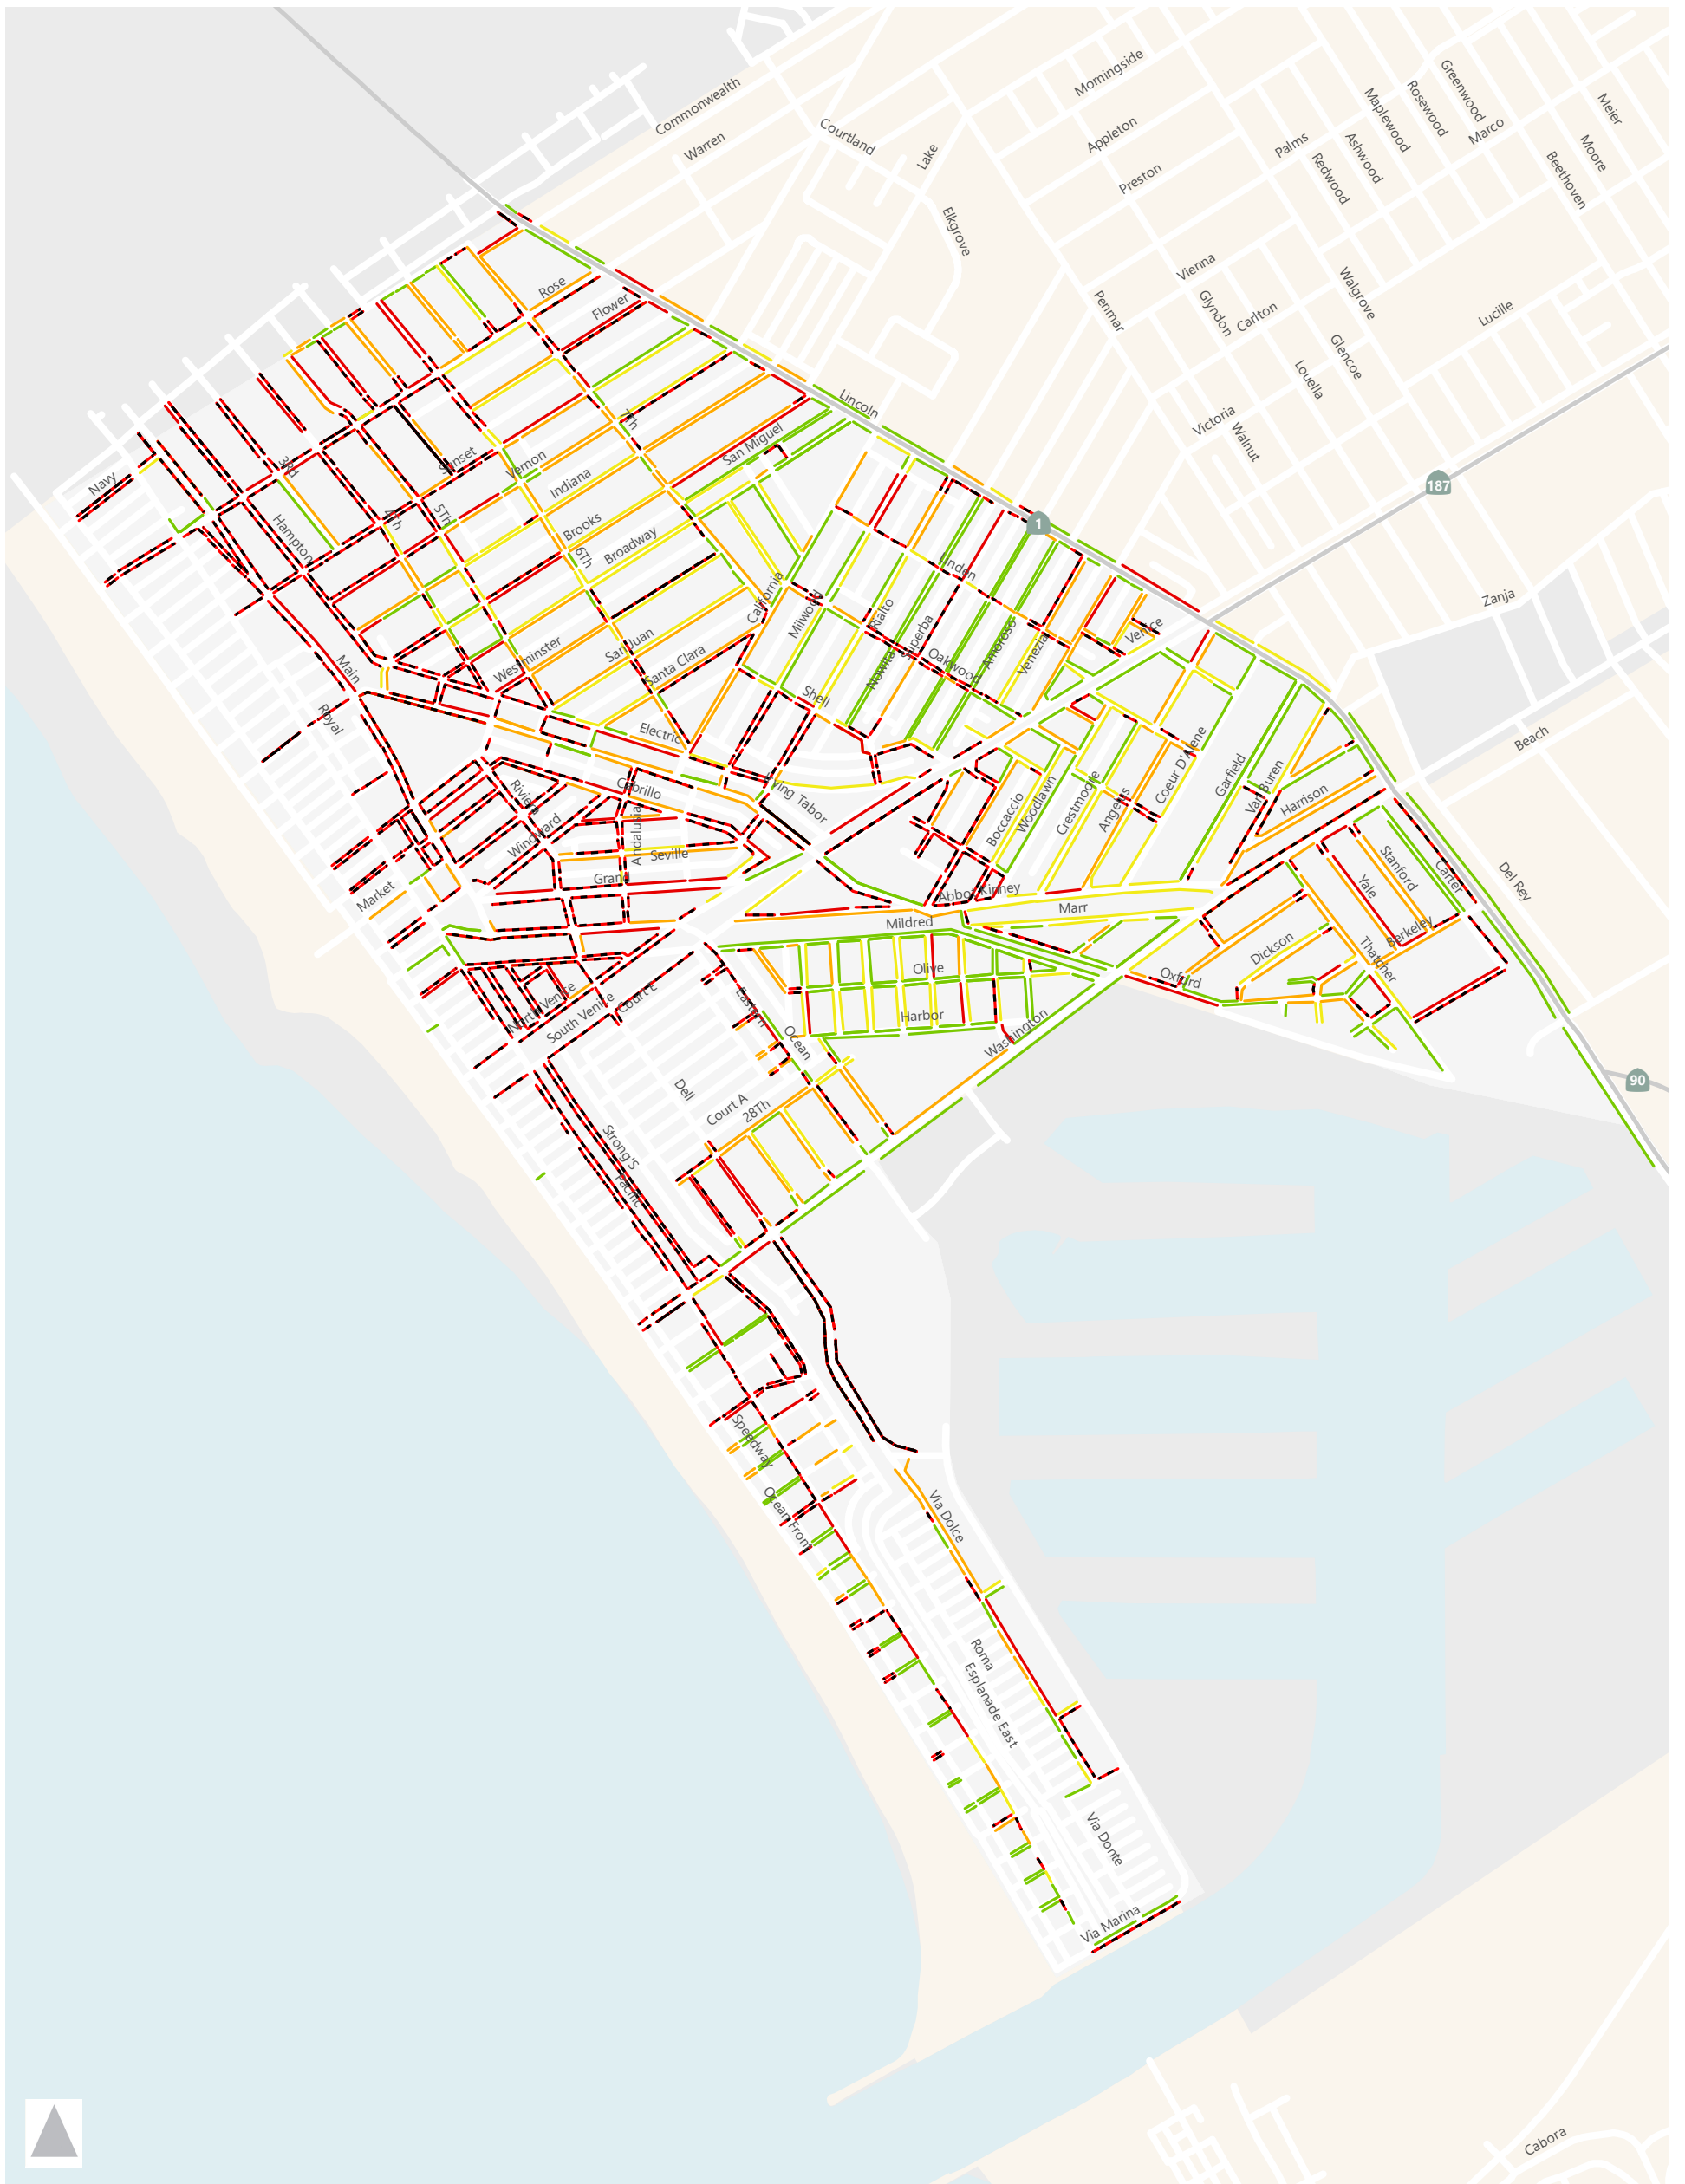 Commonwealth
Warren
Courtland
Lake
Elkgrove
Morningside
Appleton
Preston
Palms
Redwood
Ashwood
Maplewood
Rosewood
Greenwood
Marco
Meier
Moore
Beethoven
Vienna
Glyndon
Carlton
Walgrove
Glencoe
Louella
Lucille
Penmar
Victoria
Walnut
187
1
Zanja
Beach
Del Rey
90
Rose
Flower
Lincoln
7Th
San Miguel
Navy
3Rd
Sunset
Vernon
Indiana
Brooks
Broadway
Hampton
4Th
5Th
6Th
California
Milwood
Linden
Rialto
Superba
Nowita
Oakwood
Amoroso
Venezia
Venice
Westminster
San Juan
Santa Clara
Shell
Electric
Main
Royal
Riviera
Cabrillo
Irving Tabor
Windward
Andalusia
Seville
Grand
Market
Boccaccio
Woodlawn
Crestmoore
Angelus
Coeur D'Alene
Garfield
Van Buren
Harrison
Stanford
Yale
Carter
Berkeley
Thatcher
Dickson
Oxford
Abbot Kinney
Marr
Mildred
Olive
Harbor
Washington
Eastern
Ocean
North Venice
South Venice
Court E
Dell
Court A
28Th
Strong'S
Pacific
Speedway
Ocean Front
Via Dolce
Roma
Esplanade East
Via Donte
Via Marina
Cabora